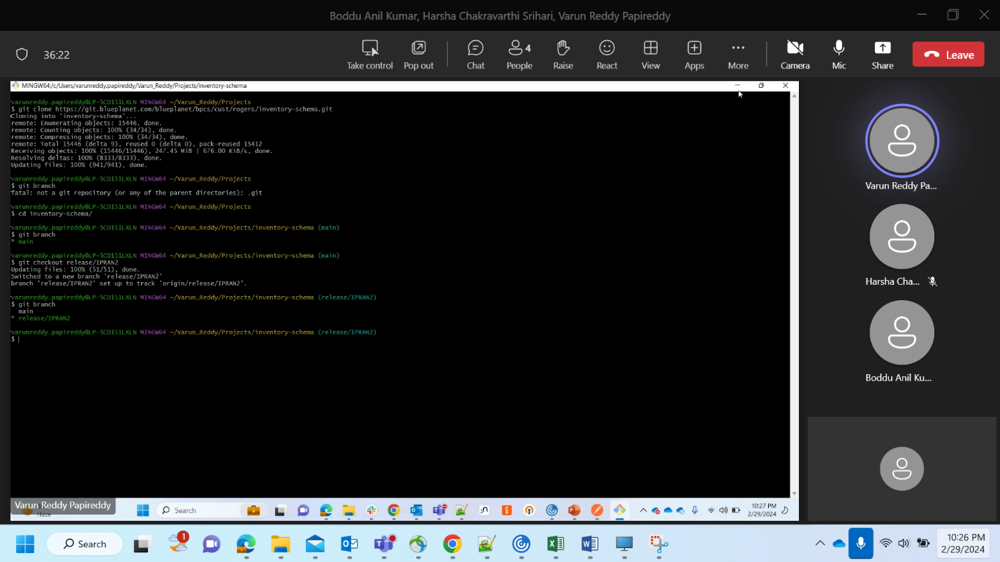 Boddu Anil Kumar, Harsha Chakravarthi Srihari, Varun Reddy Papireddy
36:22
Take control
Pop out
Chat
4
People
Raise
React
View
Apps
More
Camera
Mic
Share
Leave
MINGW64:/c/Users/varunreddy.papireddy/Varun_Reddy/Projects/inventory-schema
varunreddy.papireddy@LP-5CD151LXLN MINGW64 ~/Varun_Reddy/Projects
$ git clone https://git.blueplanet.com/blueplanet/bpcs/cust/rogers/inventory-schema.git
Cloning into 'inventory-schema'...
remote: Enumerating objects: 15446, done.
remote: Counting objects: 100% (34/34), done.
remote: Compressing objects: 100% (34/34), done.
remote: Total 15446 (delta 9), reused 0 (delta 0), pack-reused 15412
Receiving objects: 100% (15446/15446), 247.45 MiB | 676.00 KiB/s, done.
Resolving deltas: 100% (8333/8333), done.
Updating files: 100% (941/941), done.
varunreddy.papireddy@LP-5CD151LXLN MINGW64 ~/Varun_Reddy/Projects
$ git branch
fatal: not a git repository (or any of the parent directories): .git
varunreddy.papireddy@LP-5CD151LXLN MINGW64 ~/Varun_Reddy/Projects
$ cd inventory-schema/
varunreddy.papireddy@LP-5CD151LXLN MINGW64 ~/Varun_Reddy/Projects/inventory-schema (main)
$ git branch
* main
varunreddy.papireddy@LP-5CD151LXLN MINGW64 ~/Varun_Reddy/Projects/inventory-schema (main)
$ git checkout release/IPRAN2
Updating files: 100% (51/51), done.
Switched to a new branch 'release/IPRAN2'
branch 'release/IPRAN2' set up to track 'origin/release/IPRAN2'.
varunreddy.papireddy@LP-5CD151LXLN MINGW64 ~/Varun_Reddy/Projects/inventory-schema (release/IPRAN2)
$ git branch
main
* release/IPRAN2
varunreddy.papireddy@LP-5CD151LXLN MINGW64 ~/Varun_Reddy/Projects/inventory-schema (release/IPRAN2)
$
Varun Reddy Pa...
Harsha Cha...
Boddu Anil Ku...
Varun Reddy Papireddy
Haze
Search
10:27 PM
2/29/2024
1
Search
10:26 PM
2/29/2024